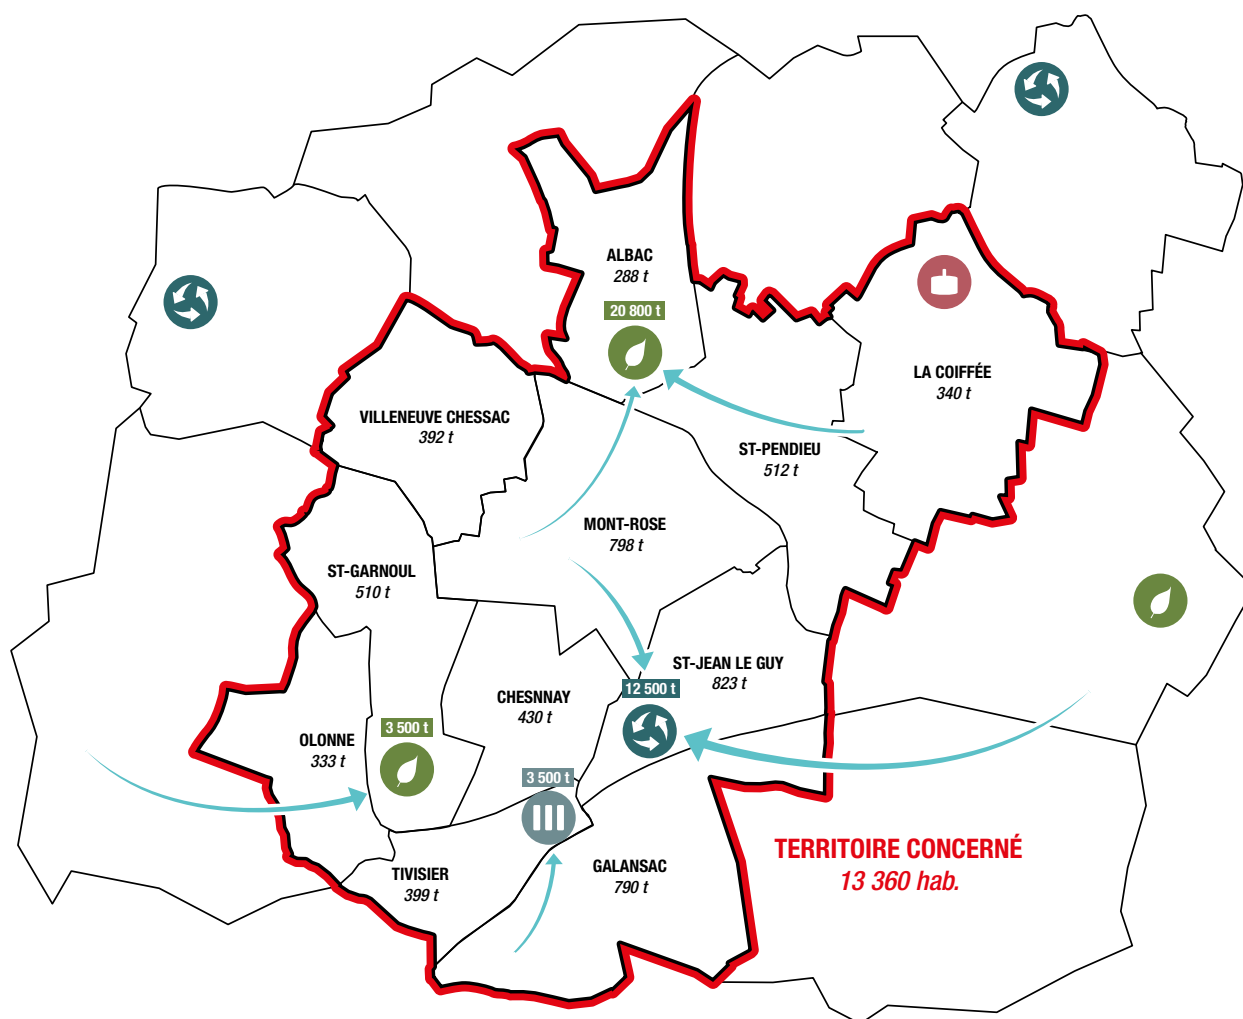 ALBAC
288 t
20 800 t
LA COIFFÉE
340 t
VILLENEUVE CHESSAC
392 t
ST-PENDIEU
512 t
MONT-ROSE
798 t
ST-GARNOUL
510 t
ST-JEAN LE GUY
823 t
12 500 t
CHESNNAY
430 t
OLONNE
333 t
3 500 t
3 500 t
TIVISIER
399 t
GALANSAC
790 t
TERRITOIRE CONCERNÉ
13 360 hab.